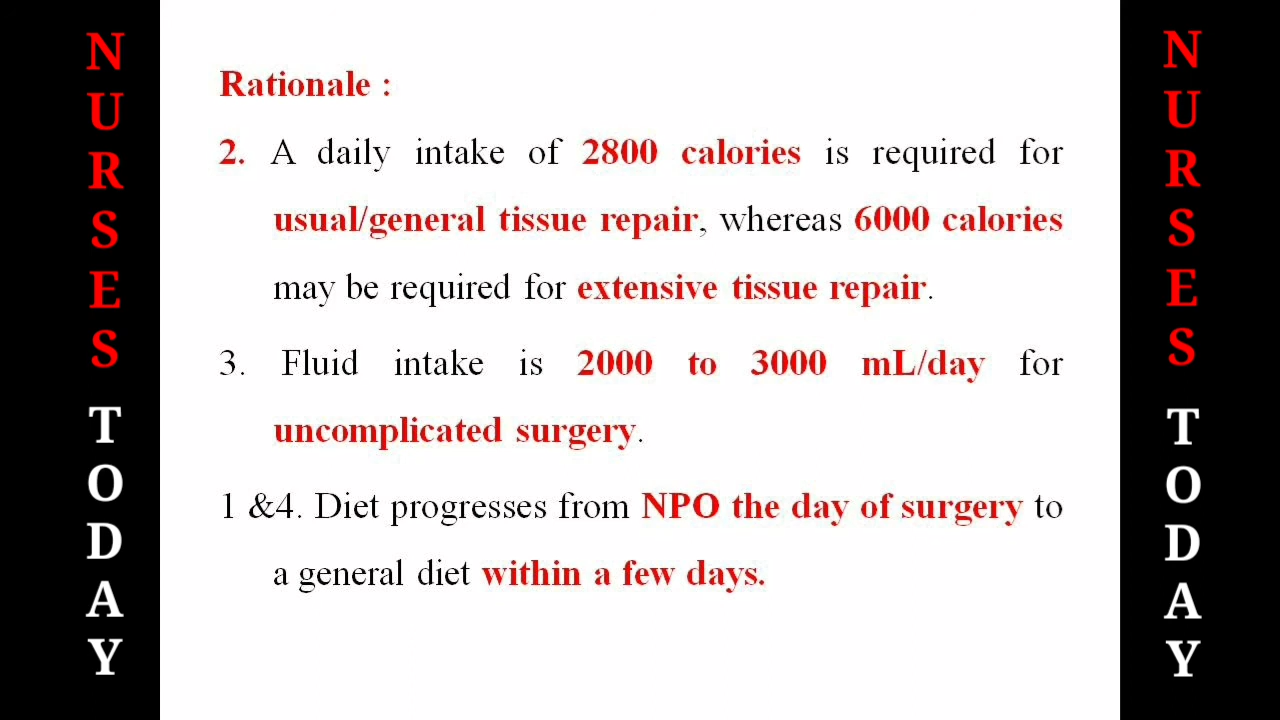 NURSES TODAY
Rationale :
2. A daily intake of 2800 calories is required for
usual/general tissue repair, whereas 6000 calories
may be required for extensive tissue repair.
3. Fluid intake is 2000 to 3000 mL/day for
uncomplicated surgery.
1 &4. Diet progresses from NPO the day of surgery to
a general diet within a few days.
NURSES TODAY